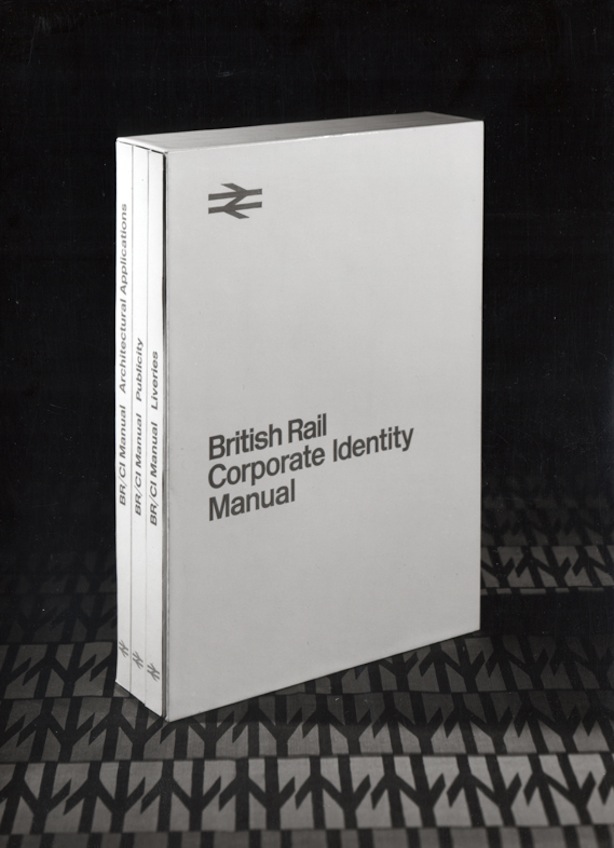 British Rail
Corporate Identity
Manual
BR/CI Manual Architectural Applications
BR/CI Manual Publicity
BR/CI Manual Liveries